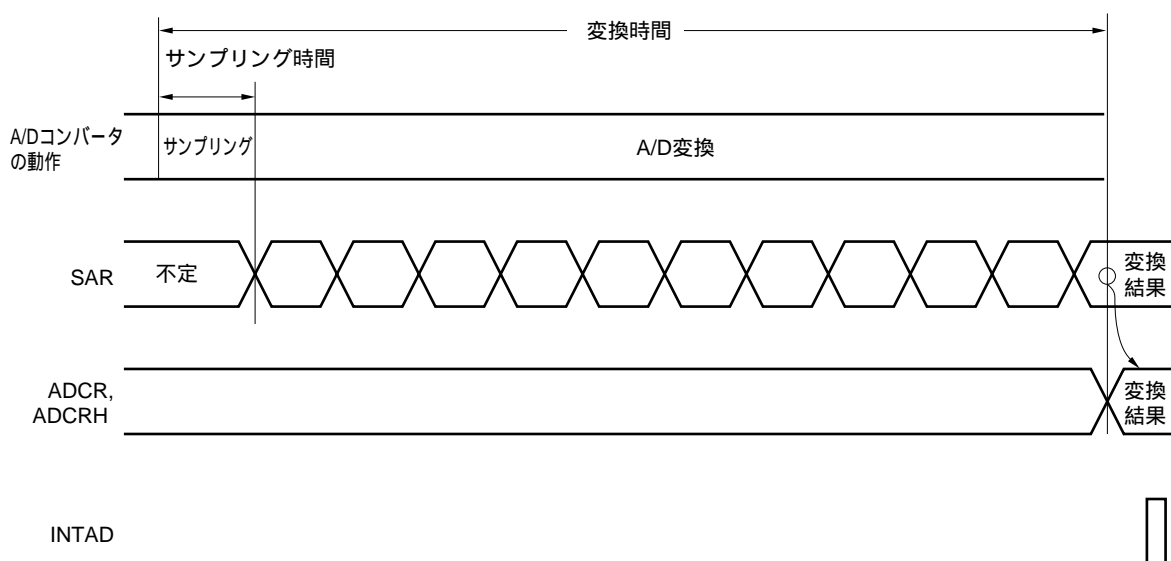 変換時間
サンプリング時間
A/Dコンバータ
の動作
サンプリング
A/D変換
SAR
不定
変換
結果
ADCR,
ADCRH
変換
結果
INTAD